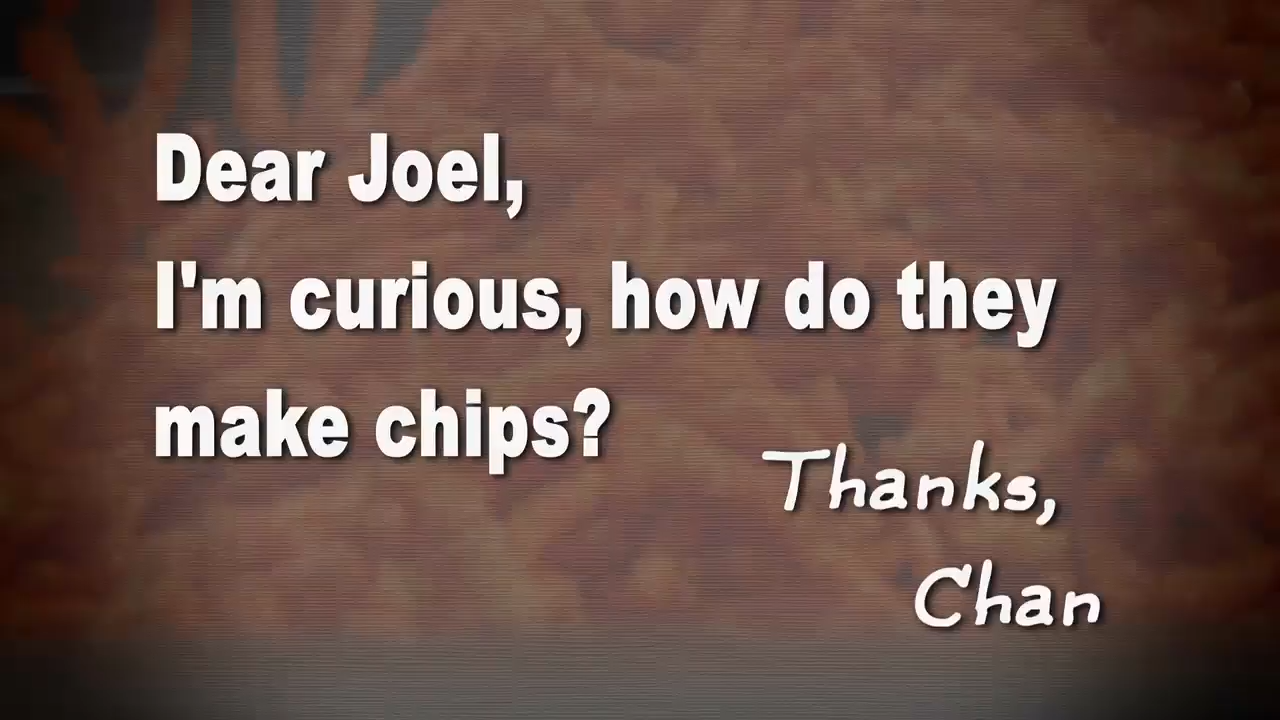 Dear Joel,
I'm curious, how do they
make chips?
Thanks,
Chan